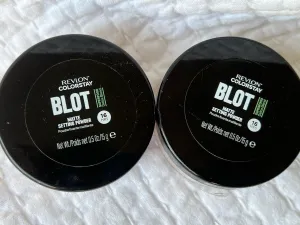 REVLON
COLORSTAY
BLOT
MATTE
SETTING POWDER
Net Wt./Poids net 0.5 Oz/15 g e
REVLON
COLORSTAY
BLOT
MATTE
SETTING POWDER
Net Wt./Poids net 0.5 Oz/15 g e